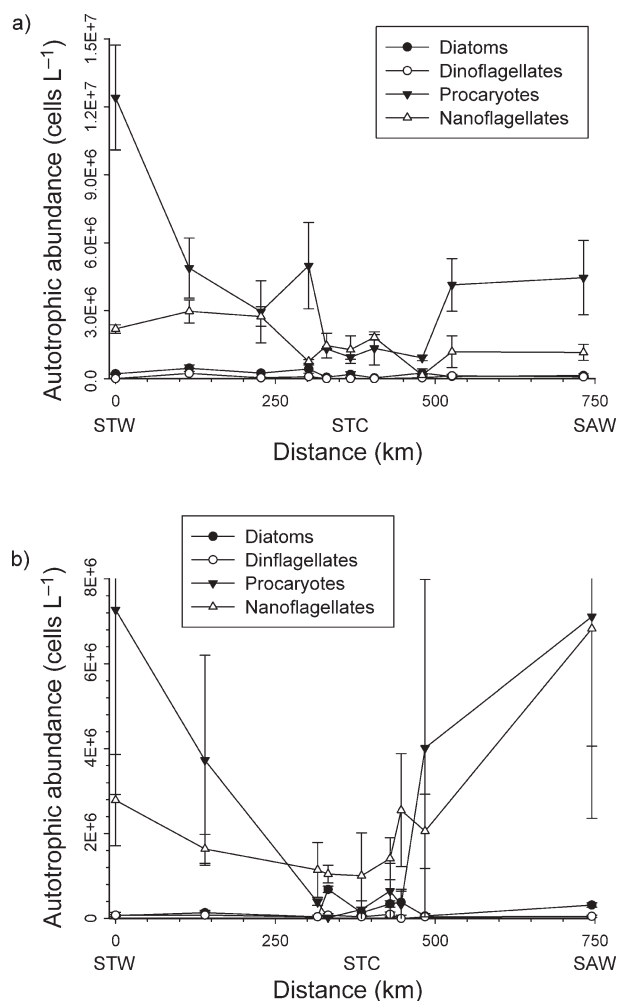 a)
Autotrophic abundance (cells L⁻¹)
1.5E+7
1.2E+7
9.0E+6
6.0E+6
3.0E+6
0.0
Diatoms
Dinoflagellates
Procaryotes
Nanoflagellates
0 250 500 750
STW STC SAW
Distance (km)
b)
Autotrophic abundance (cells L⁻¹)
8E+6
6E+6
4E+6
2E+6
0
Diatoms
Dinflagellates
Procaryotes
Nanoflagellates
0 250 500 750
STW STC SAW
Distance (km)